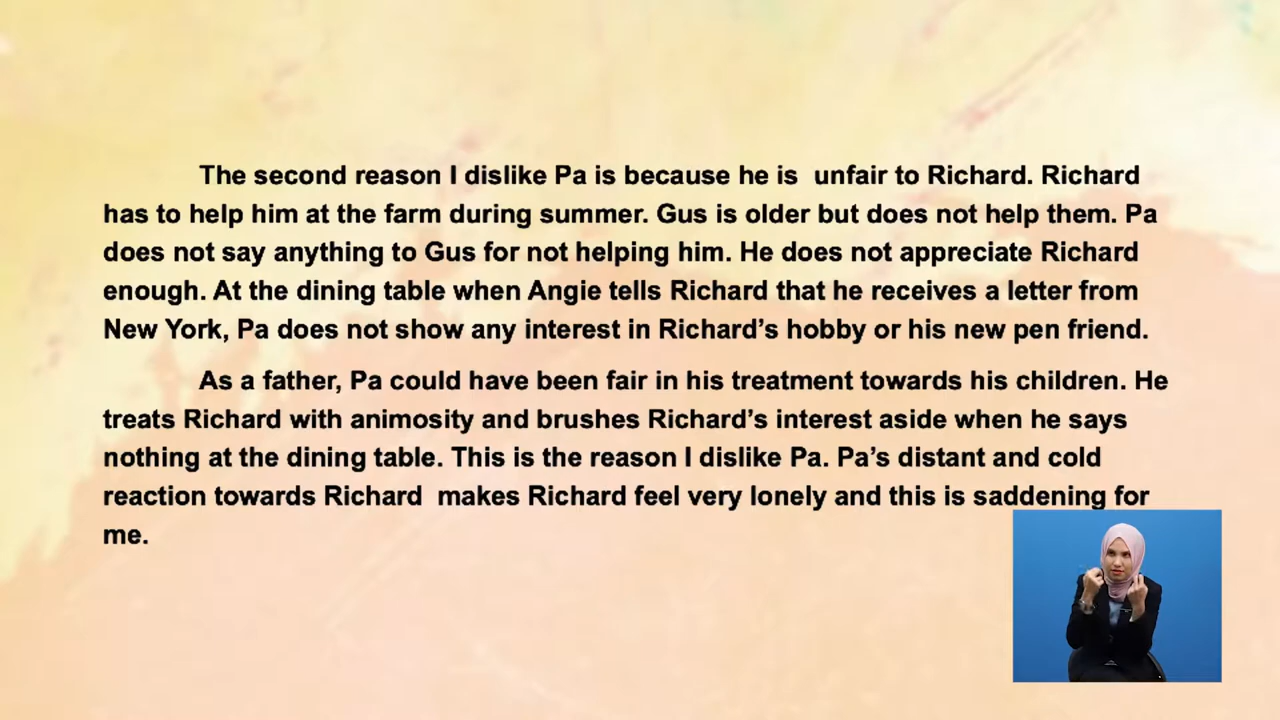 The second reason I dislike Pa is because he is  unfair to Richard. Richard
has to help him at the farm during summer. Gus is older but does not help them. Pa
does not say anything to Gus for not helping him. He does not appreciate Richard
enough. At the dining table when Angie tells Richard that he receives a letter from
New York, Pa does not show any interest in Richard’s hobby or his new pen friend.
As a father, Pa could have been fair in his treatment towards his children. He
treats Richard with animosity and brushes Richard’s interest aside when he says
nothing at the dining table. This is the reason I dislike Pa. Pa’s distant and cold
reaction towards Richard  makes Richard feel very lonely and this is saddening for
me.